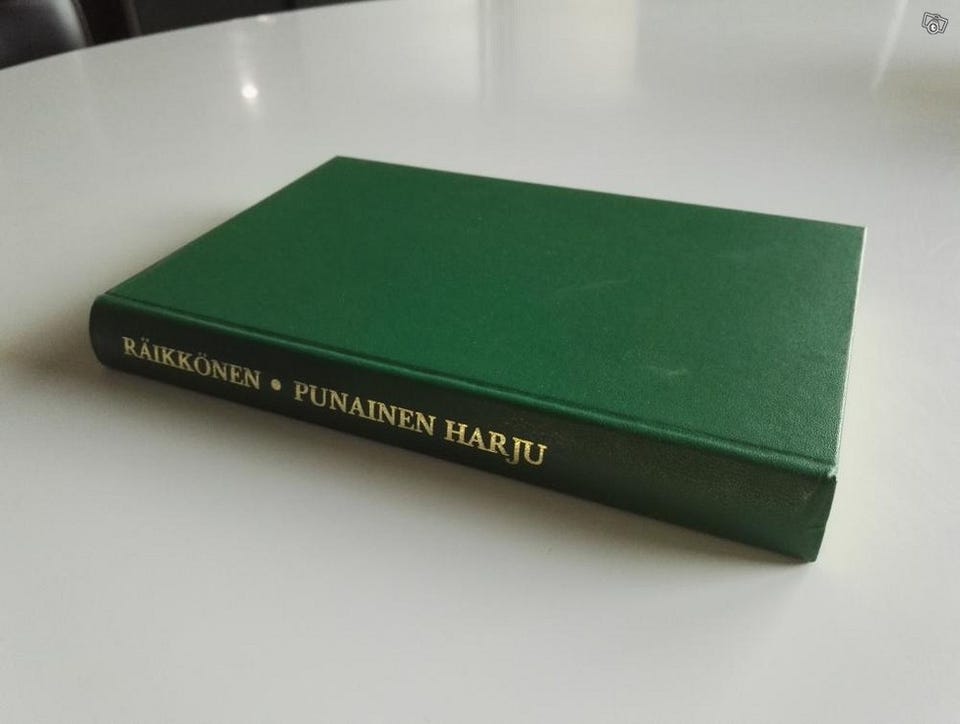 RÄIKKÖNEN • PUNAINEN HARJU